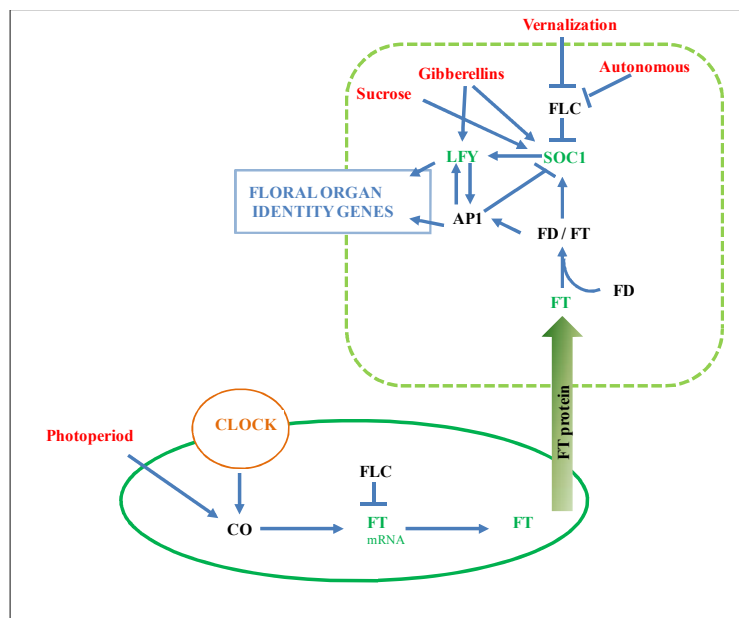 Vernalization
Gibberellins
Autonomous
Sucrose
FLC
LFY
SOC1
FLORAL ORGAN
IDENTITY GENES
AP1
FD / FT
FD
FT
FT protein
CLOCK
Photoperiod
FLC
CO
FT
mRNA
FT